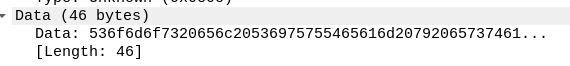 Data (46 bytes)
Data: 536f6d6f7320656c20536975755465616d20792065737461...
[Length: 46]